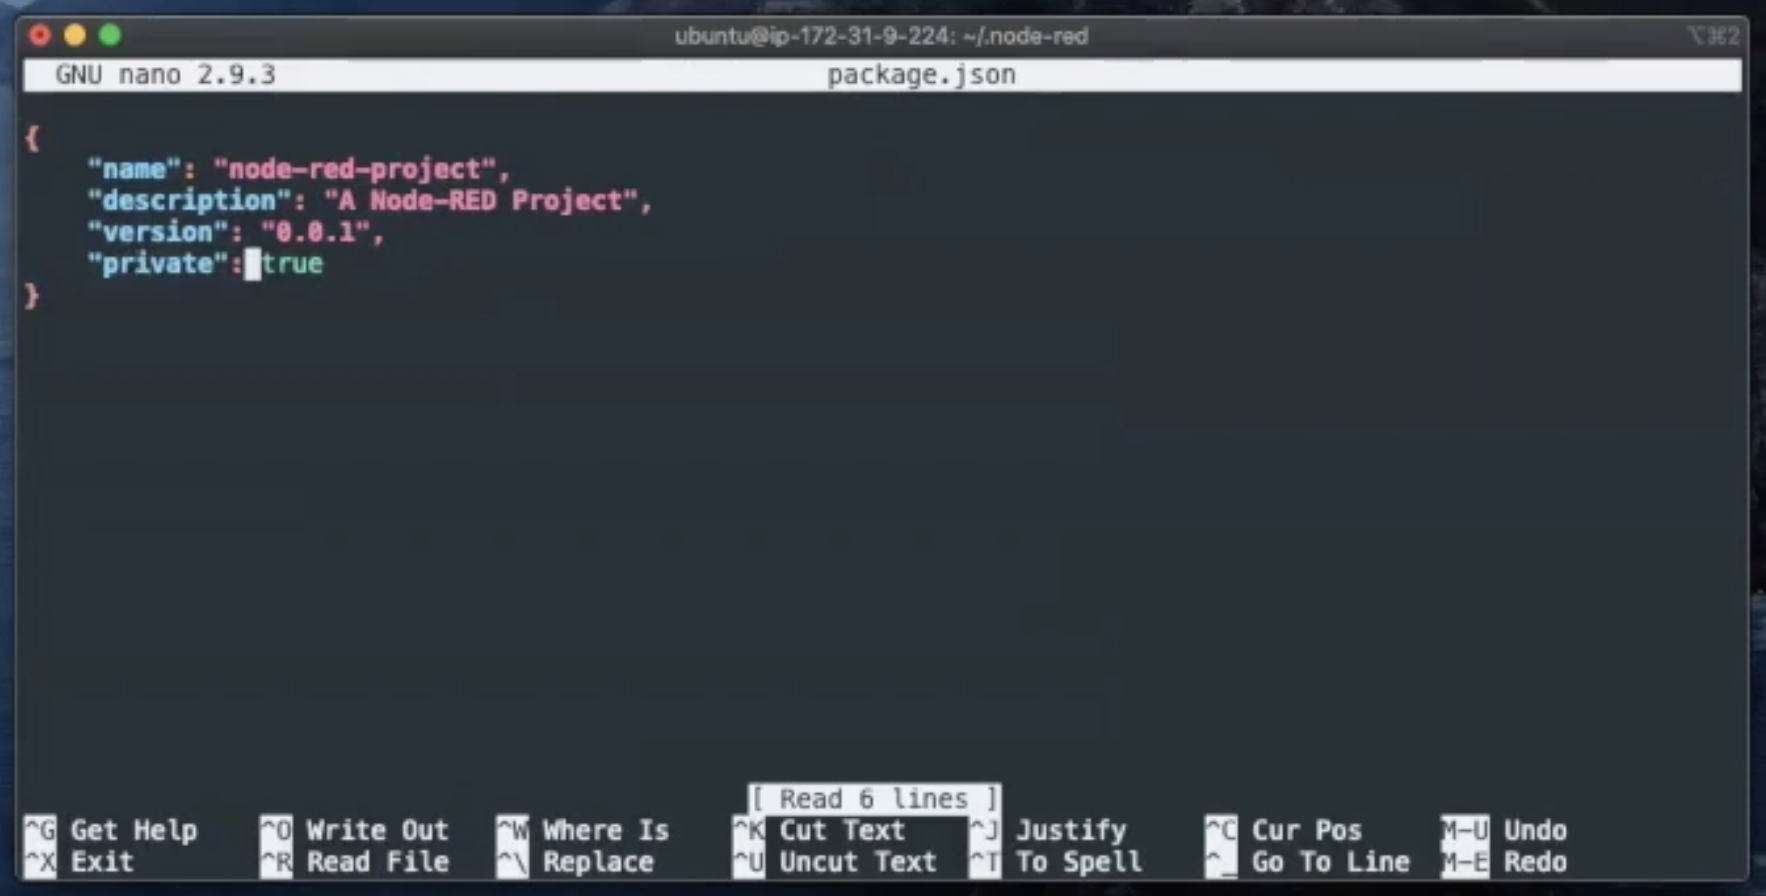 ubuntu@ip-172-31-9-224: ~/.node-red ⌥⌘2
GNU nano 2.9.3 package.json
{
"name": "node-red-project",
"description": "A Node-RED Project",
"version": "0.0.1",
"private": true
}
[ Read 6 lines ]
^G Get Help ^O Write Out ^W Where Is ^K Cut Text ^J Justify ^C Cur Pos M-U Undo
^X Exit ^R Read File ^\ Replace ^U Uncut Text ^T To Spell ^_ Go To Line M-E Redo